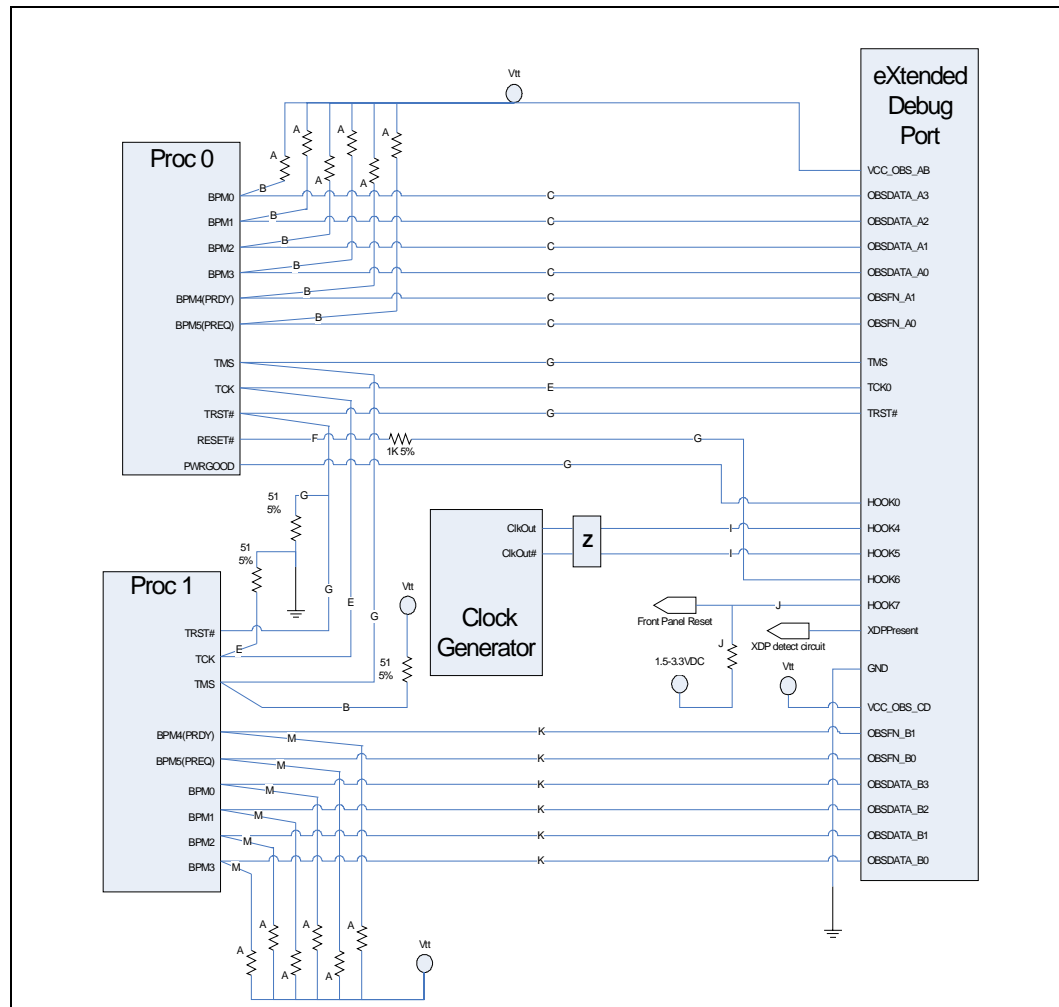 Vtt
eXtended
Debug
Port
Proc 0
A
A
A
A
A
A
B
B
B
B
B
B
BPM0
BPM1
BPM2
BPM3
BPM4(PRDY)
BPM5(PREQ)
TMS
TCK
TRST#
RESET#
PWRGOOD
C
C
C
C
C
C
G
E
G
F
1K 5%
G
G
VCC_OBS_AB
OBSDATA_A3
OBSDATA_A2
OBSDATA_A1
OBSDATA_A0
OBSFN_A1
OBSFN_A0
TMS
TCK0
TRST#
HOOK0
HOOK4
HOOK5
HOOK6
HOOK7
XDPPresent
GND
VCC_OBS_CD
OBSFN_B1
OBSFN_B0
OBSDATA_B3
OBSDATA_B2
OBSDATA_B1
OBSDATA_B0
51
5%
G
51
5%
G
E
G
ClkOut
ClkOut#
Clock
Generator
Z
I
I
Vtt
51
5%
Front Panel Reset
J
J
XDP detect circuit
1.5-3.3VDC
Vtt
Proc 1
TRST#
TCK
TMS
E
B
BPM4(PRDY)
BPM5(PREQ)
BPM0
BPM1
BPM2
BPM3
M
M
M
M
M
M
K
K
K
K
K
K
A
A
A
A
A
A
Vtt